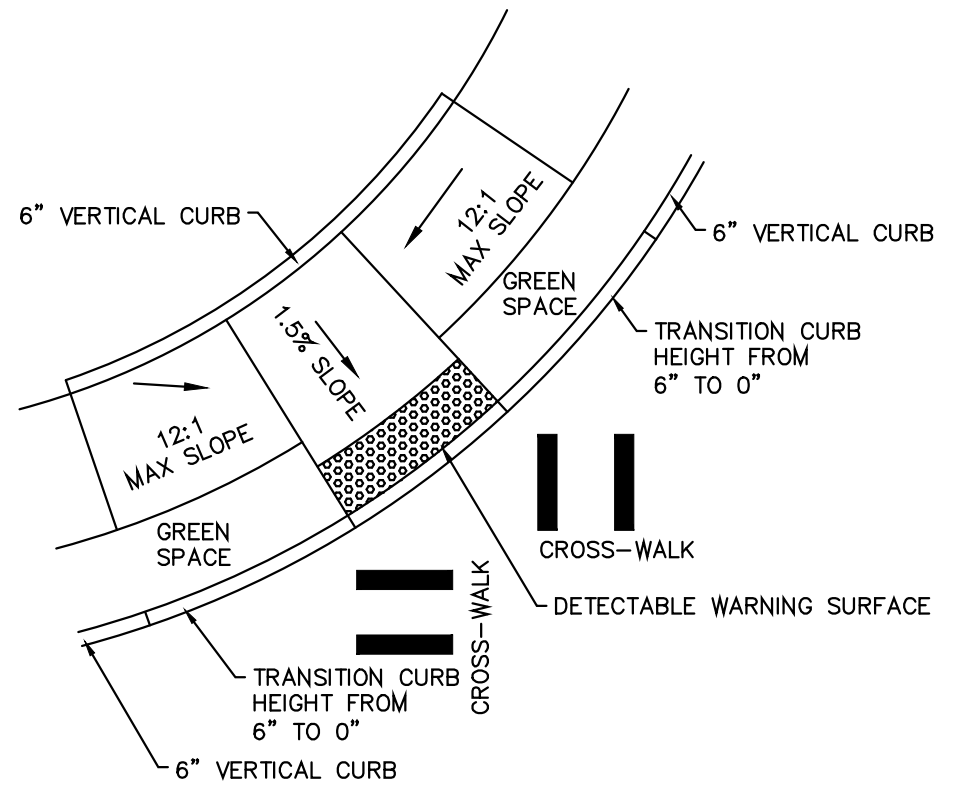 12:1
MAX SLOPE
6” VERTICAL CURB
6” VERTICAL CURB
GREEN
SPACE
1.5% SLOPE
TRANSITION CURB
HEIGHT FROM
6” TO 0”
12:1
MAX SLOPE
GREEN
SPACE
CROSS-WALK
CROSS-WALK
DETECTABLE WARNING SURFACE
TRANSITION CURB
HEIGHT FROM
6” TO 0”
6” VERTICAL CURB